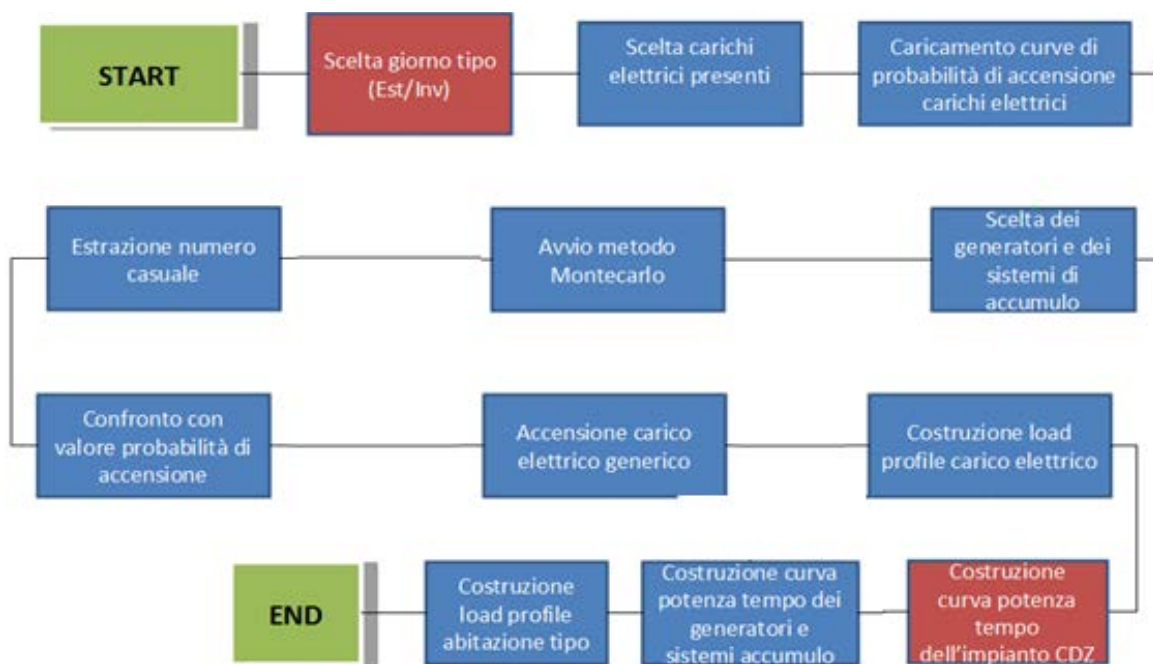 START
Scelta giorno tipo
(Est/Inv)
Scelta carichi
elettrici presenti
Caricamento curve di
probabilità di accensione
carichi elettrici
Estrazione numero
casuale
Avvio metodo
Montecarlo
Scelta dei
generatori e dei
sistemi di
accumulo
Confronto con
valore probabilità di
accensione
Accensione carico
elettrico generico
Costruzione load
profile carico elettrico
END
Costruzione
load profile
abitazione tipo
Costruzione curva
potenza tempo dei
generatori e
sistemi accumulo
Costruzione
curva potenza
tempo
dell'impianto CDZ